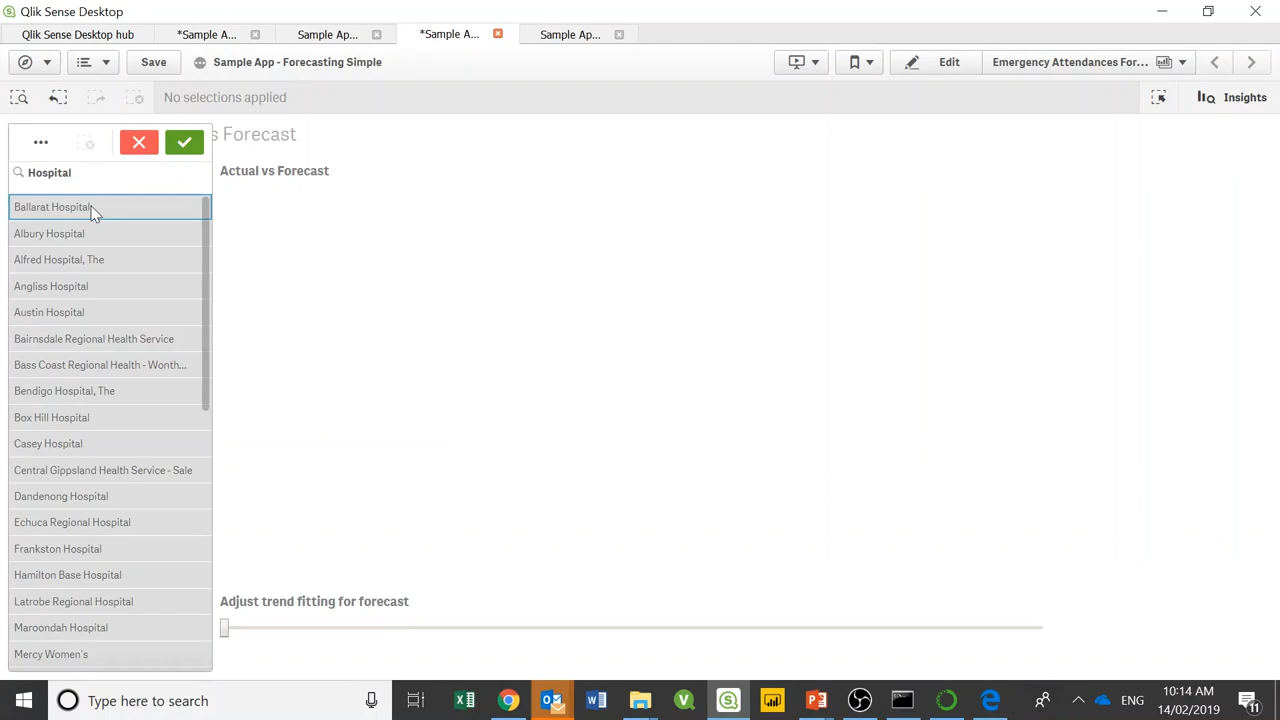 Qlik Sense Desktop
Qlik Sense Desktop hub
*Sample A...
Sample Ap...
*Sample A...
Sample Ap...
Save
Sample App - Forecasting Simple
Edit
Emergency Attendances For...
No selections applied
Insights
s Forecast
Hospital
Actual vs Forecast
Ballarat Hospital
Albury Hospital
Alfred Hospital, The
Angliss Hospital
Austin Hospital
Bairnsdale Regional Health Service
Bass Coast Regional Health - Wonth...
Bendigo Hospital, The
Box Hill Hospital
Casey Hospital
Central Gippsland Health Service - Sale
Dandenong Hospital
Echuca Regional Hospital
Frankston Hospital
Hamilton Base Hospital
Latrobe Regional Hospital
Maroondah Hospital
Mercy Women's
Adjust trend fitting for forecast
Type here to search
ENG
10:14 AM
14/02/2019
11